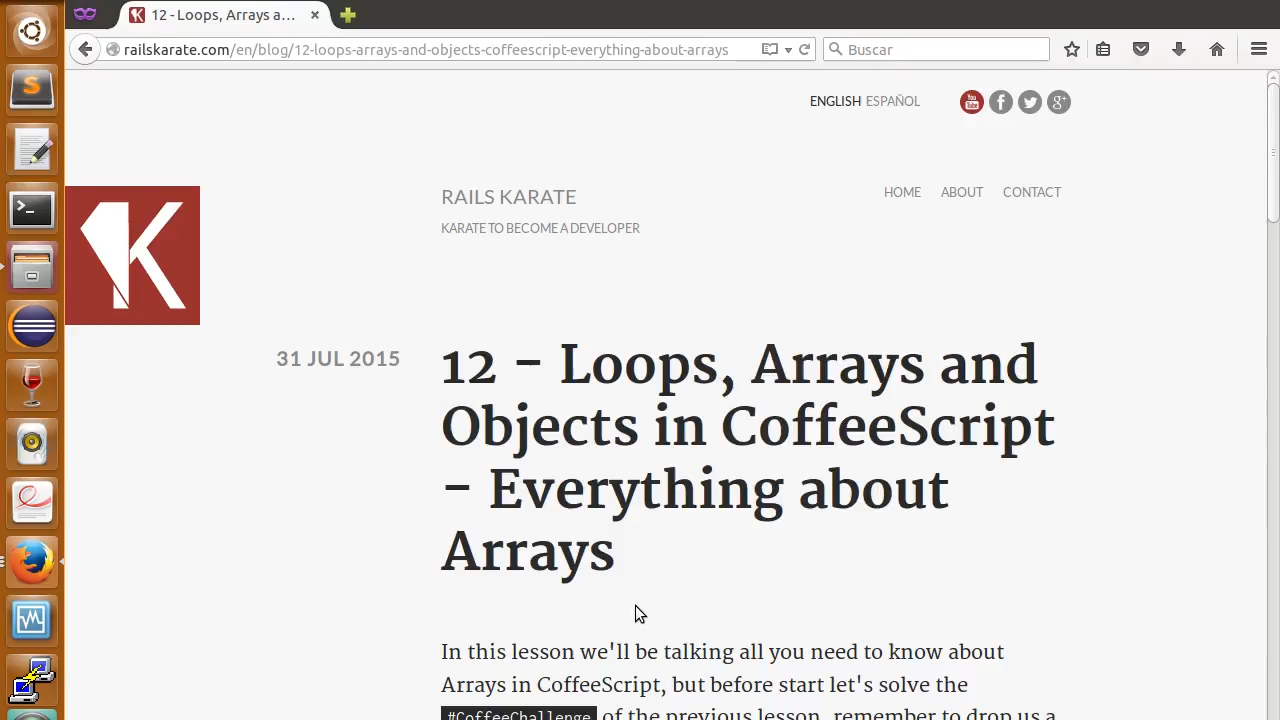 12 - Loops, Arrays a...
railskarate.com/en/blog/12-loops-arrays-and-objects-coffeescript-everything-about-arrays
Buscar
ENGLISH ESPAÑOL
You Tube
RAILS KARATE
HOME ABOUT CONTACT
KARATE TO BECOME A DEVELOPER
K
31 JUL 2015
12 - Loops, Arrays and
Objects in CoffeeScript
- Everything about
Arrays
In this lesson we'll be talking all you need to know about
Arrays in CoffeeScript, but before start let's solve the
#CoffeeChallenge of the previous lesson, remember to drop us a